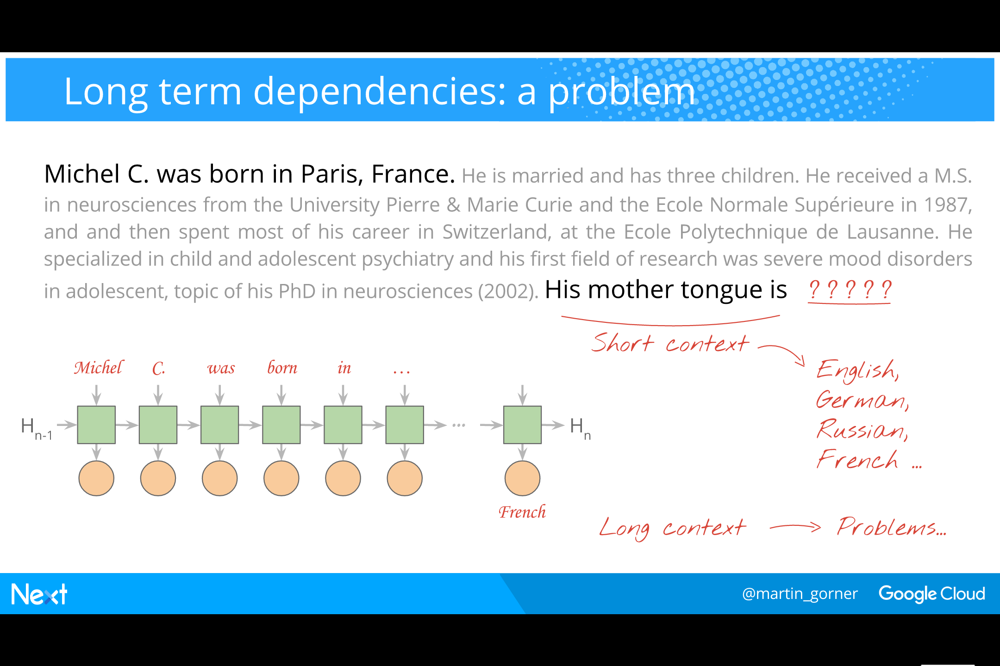 Long term dependencies: a problem
Michel C. was born in Paris, France. He is married and has three children. He received a M.S.
in neurosciences from the University Pierre & Marie Curie and the Ecole Normale Supérieure in 1987,
and and then spent most of his career in Switzerland, at the Ecole Polytechnique de Lausanne. He
specialized in child and adolescent psychiatry and his first field of research was severe mood disorders
in adolescent, topic of his PhD in neurosciences (2002). His mother tongue is ? ? ? ? ?
Short context
English,
German,
Russian,
French ...
Michel C. was born in ...
Hn-1 ... Hn
French
Long context Problems...
Next @martin_gorner Google Cloud